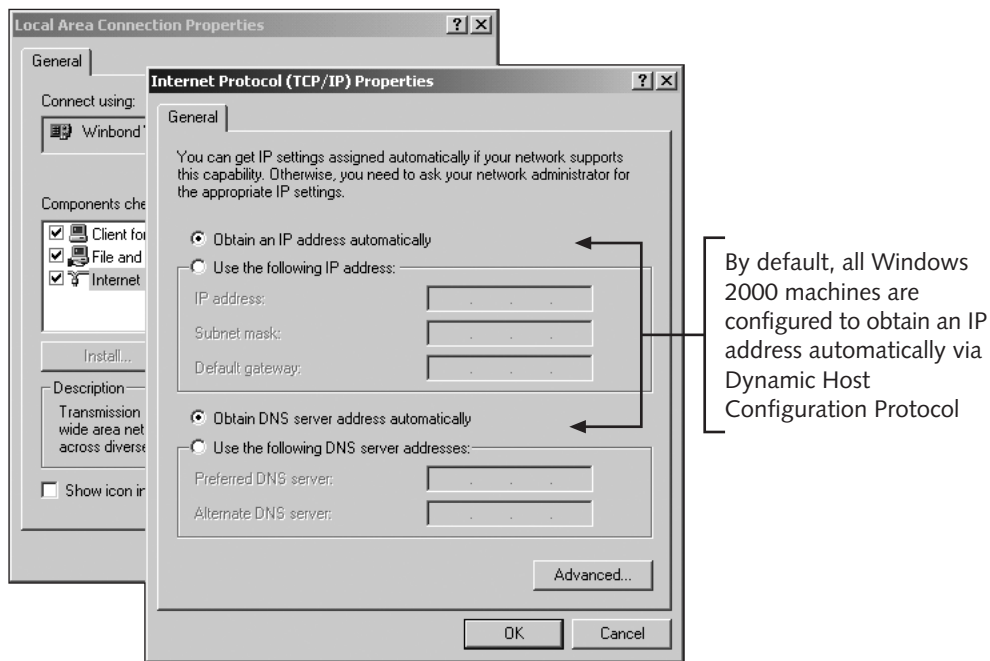 Local Area Connection Properties
General
Connect using:
Winbond
Components che
Client for
File and
Internet
Install...
Description
Transmission
wide area net
across diverse
Show icon in
Internet Protocol (TCP/IP) Properties
General
You can get IP settings assigned automatically if your network supports
this capability. Otherwise, you need to ask your network administrator for
the appropriate IP settings.
Obtain an IP address automatically
Use the following IP address:
IP address:
Subnet mask:
Default gateway:
Obtain DNS server address automatically
Use the following DNS server addresses:
Preferred DNS server:
Alternate DNS server:
Advanced...
OK
Cancel
By default, all Windows
2000 machines are
configured to obtain an IP
address automatically via
Dynamic Host
Configuration Protocol